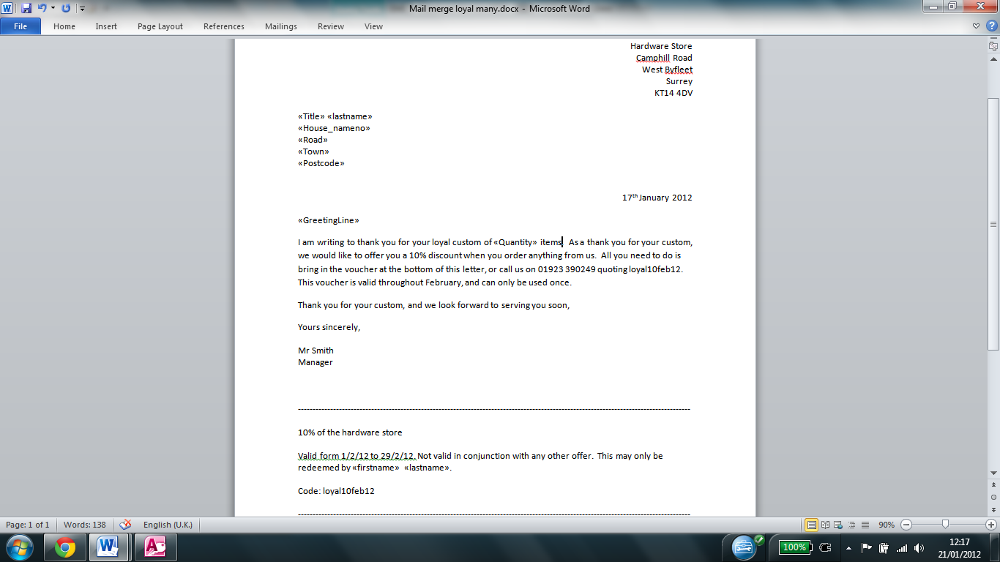 Mail merge loyal many.docx - Microsoft Word
File Home Insert Page Layout References Mailings Review View
Hardware Store
Camphill Road
West Byfleet
Surrey
KT14 4DV
«Title» «lastname»
«House_nameno»
«Road»
«Town»
«Postcode»
17th January 2012
«GreetingLine»
I am writing to thank you for your loyal custom of «Quantity» items. As a thank you for your custom,
we would like to offer you a 10% discount when you order anything from us. All you need to do is
bring in the voucher at the bottom of this letter, or call us on 01923 390249 quoting loyal10feb12.
This voucher is valid throughout February, and can only be used once.
Thank you for your custom, and we look forward to serving you soon,
Yours sincerely,
Mr Smith
Manager
10% of the hardware store
Valid form 1/2/12 to 29/2/12. Not valid in conjunction with any other offer. This may only be
redeemed by «firstname» «lastname».
Code: loyal10feb12
Page: 1 of 1 Words: 138 English (U.K.) 90%
100% 12:17
21/01/2012